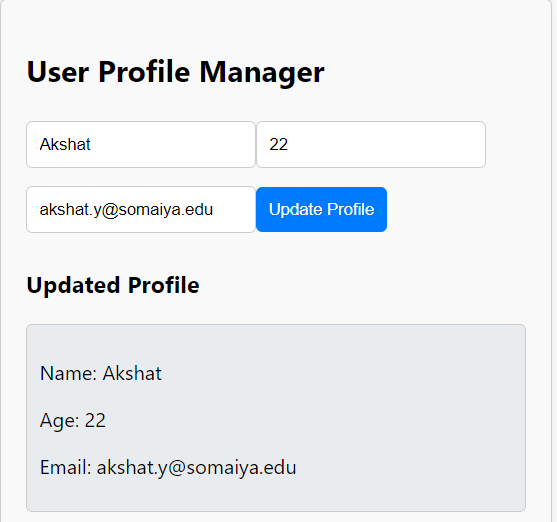 User Profile Manager
Akshat 22
akshat.y@somaiya.edu Update Profile
Updated Profile
Name: Akshat
Age: 22
Email: akshat.y@somaiya.edu